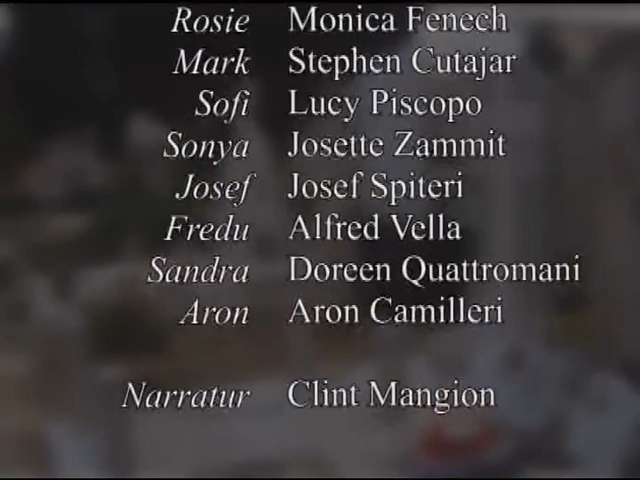 Rosie Monica Fenech
Mark Stephen Cutajar
Sofi Lucy Piscopo
Sonya Josette Zammit
Josef Josef Spiteri
Fredu Alfred Vella
Sandra Doreen Quattromani
Aron Aron Camilleri
Narratur Clint Mangion